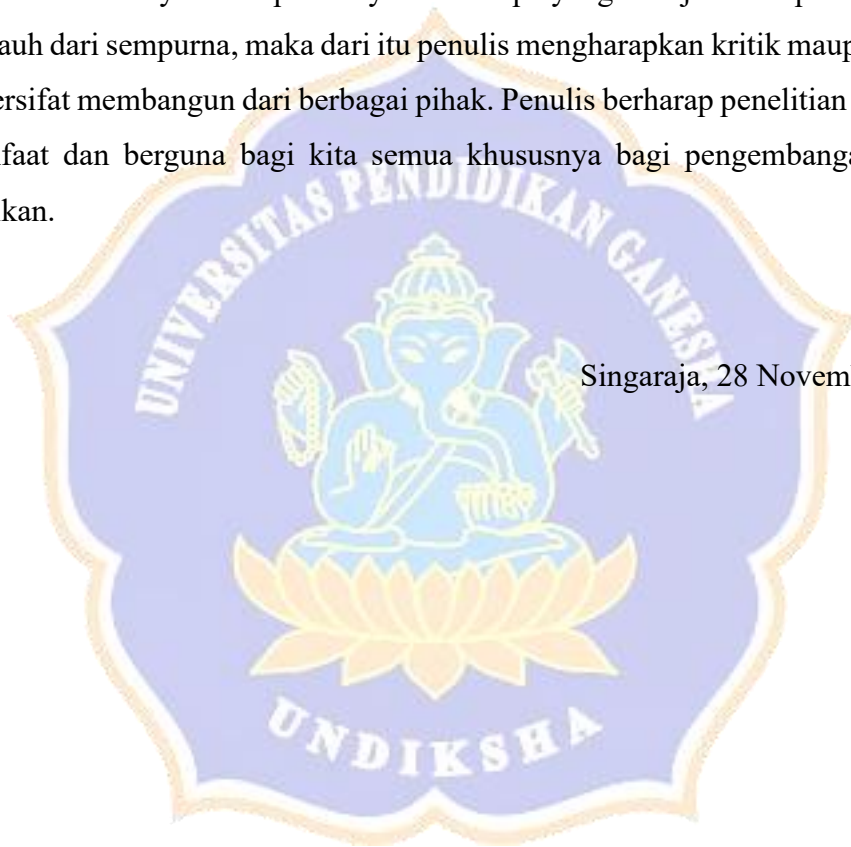 auh dari sempurna, maka dari itu penulis mengharapkan kritik maup
ersifat membangun dari berbagai pihak. Penulis berharap penelitian
faat dan berguna bagi kita semua khususnya bagi pengembanga
kan.
UNIVERSITAS PENDIDIKAN GANESHA
Singaraja, 28 Novem
UNDIKSHA